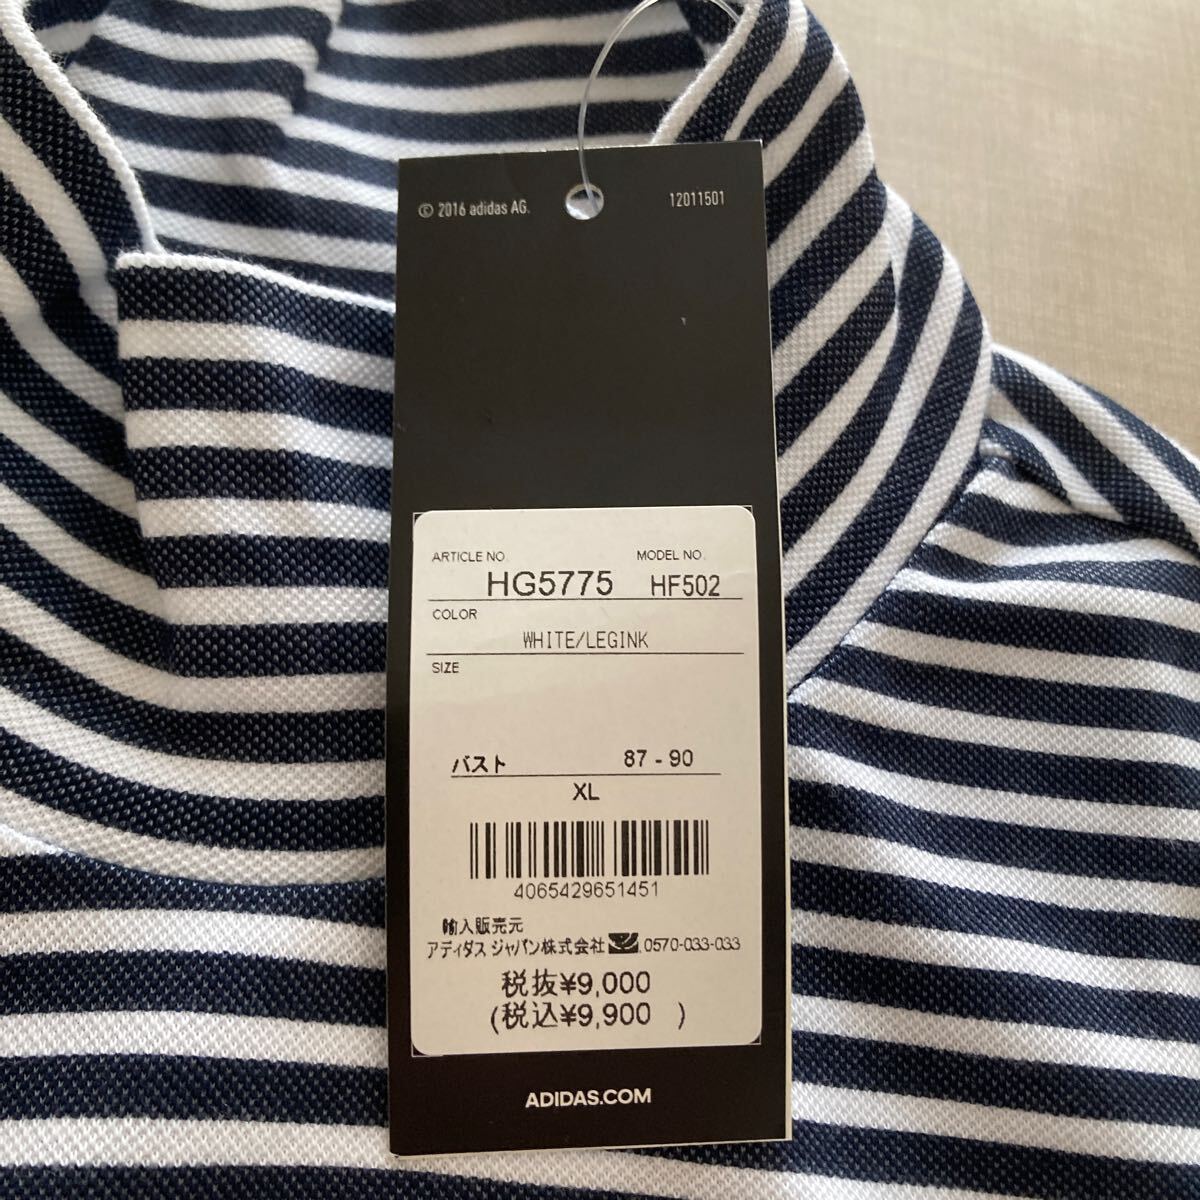 © 2016 adidas AG.
12011501
ARTICLE NO.
MODEL NO.
HG5775
HF502
COLOR
WHITE/LEGINK
SIZE
バスト 87 - 90
XL
4065429651451
輸入販売元
アディダス ジャパン株式会社 0570-033-033
税抜¥9,000
(税込¥9,900 )
ADIDAS.COM